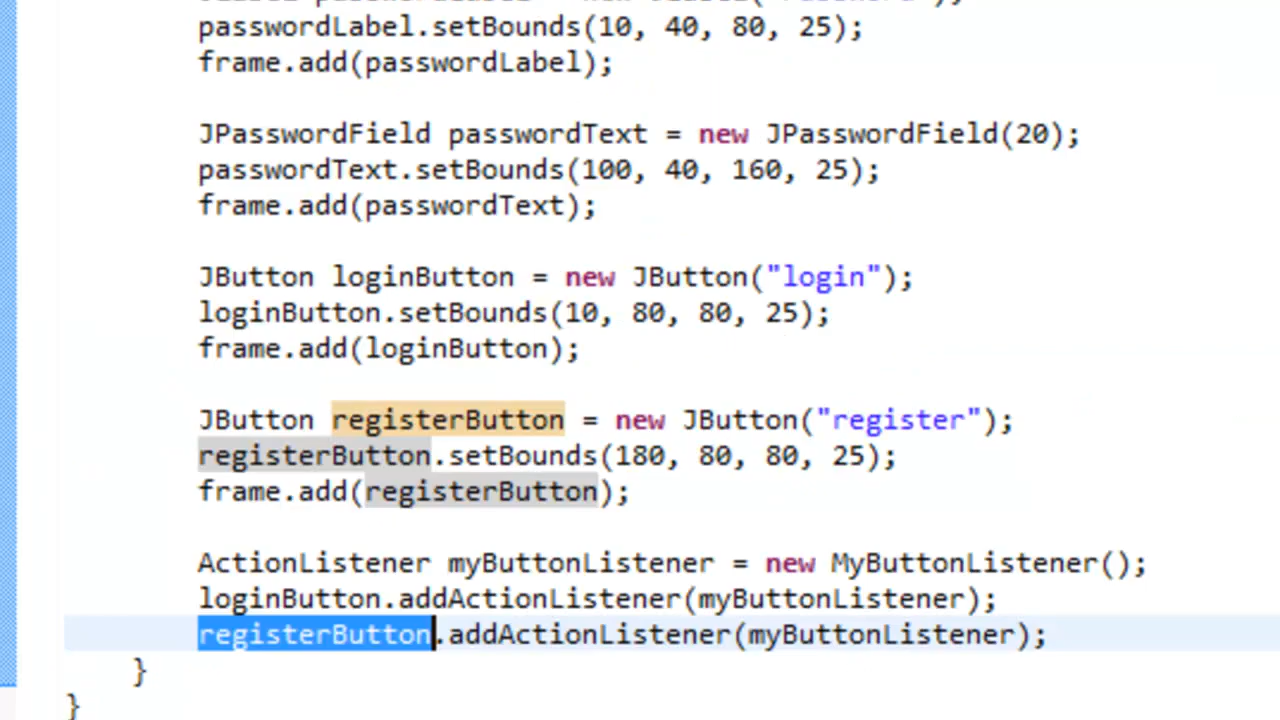 passwordLabel.setBounds(10, 40, 80, 25);
frame.add(passwordLabel);
JPasswordField passwordText = new JPasswordField(20);
passwordText.setBounds(100, 40, 160, 25);
frame.add(passwordText);
JButton loginButton = new JButton("login");
loginButton.setBounds(10, 80, 80, 25);
frame.add(loginButton);
JButton registerButton = new JButton("register");
registerButton.setBounds(180, 80, 80, 25);
frame.add(registerButton);
ActionListener myButtonListener = new MyButtonListener();
loginButton.addActionListener(myButtonListener);
registerButton.addActionListener(myButtonListener);
}
}